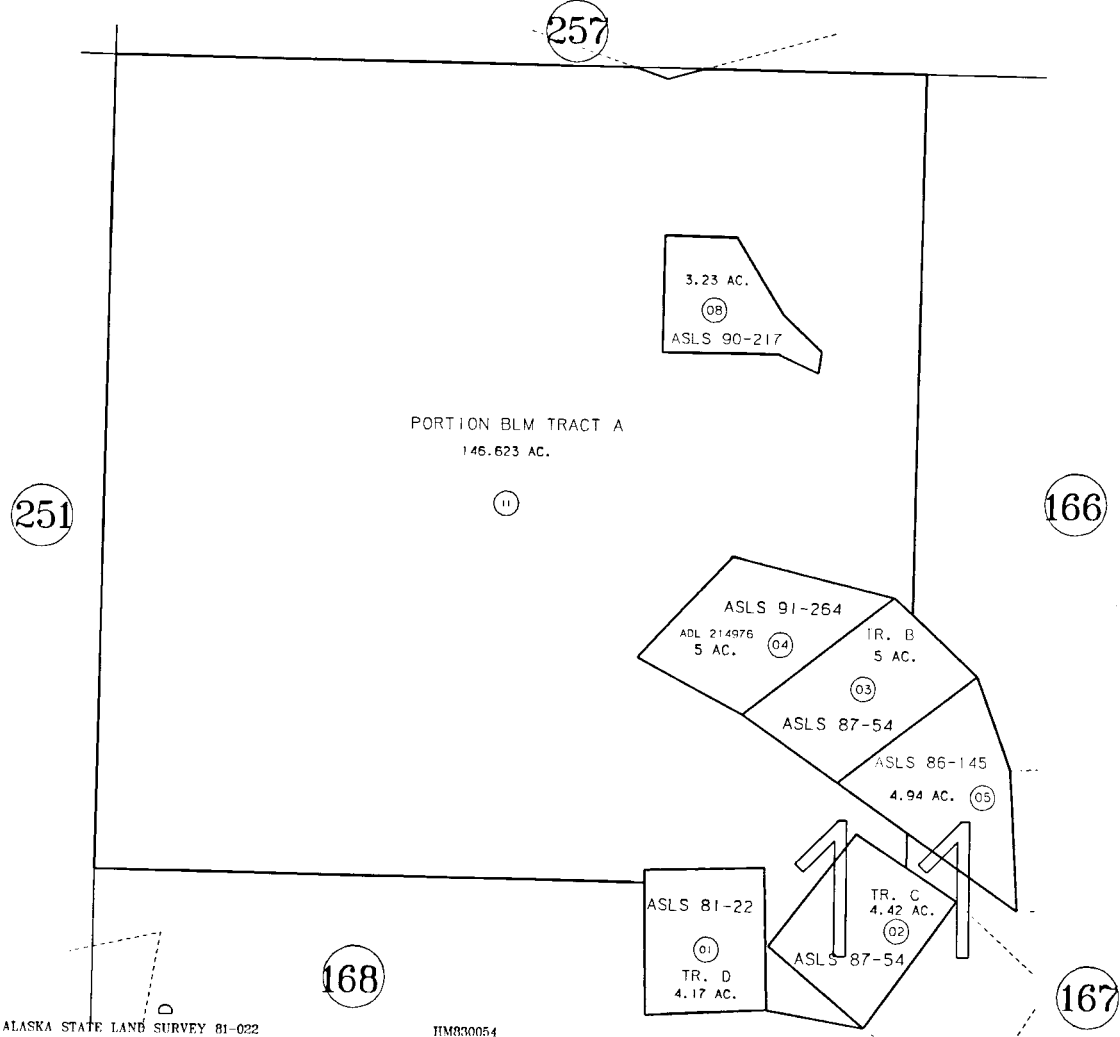 257
3.23 AC.
08
ASLS 90-217
PORTION BLM TRACT A
146.623 AC.
11
251
166
ASLS 91-264
ADL 214976
5 AC.
04
TR. B
5 AC.
03
ASLS 87-54
ASLS 86-145
4.94 AC.
05
11
ASLS 81-22
01
TR. D
4.17 AC.
TR. C
4.42 AC.
02
ASLS 87-54
168
167
D
ALASKA STATE LAND SURVEY 81-022
HM830054